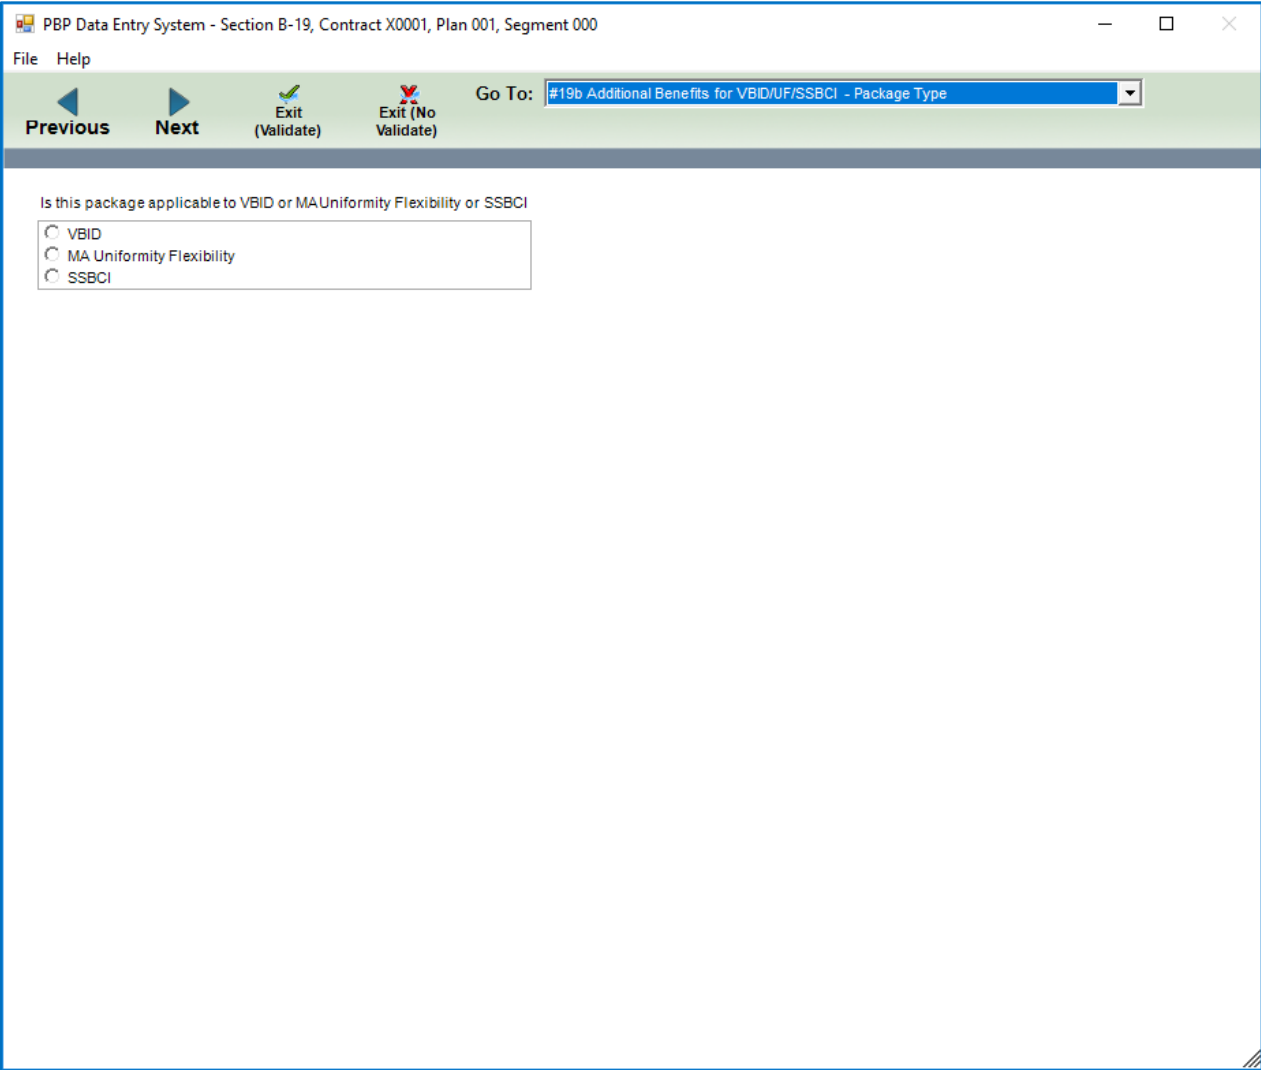 PBP Data Entry System - Section B-19, Contract X0001, Plan 001, Segment 000
File Help
Previous
Next
Exit
(Validate)
Exit (No
Validate)
Go To: #19b Additional Benefits for VBID/UF/SSBCI - Package Type
Is this package applicable to VBID or MA Uniformity Flexibility or SSBCI
VBID
MA Uniformity Flexibility
SSBCI